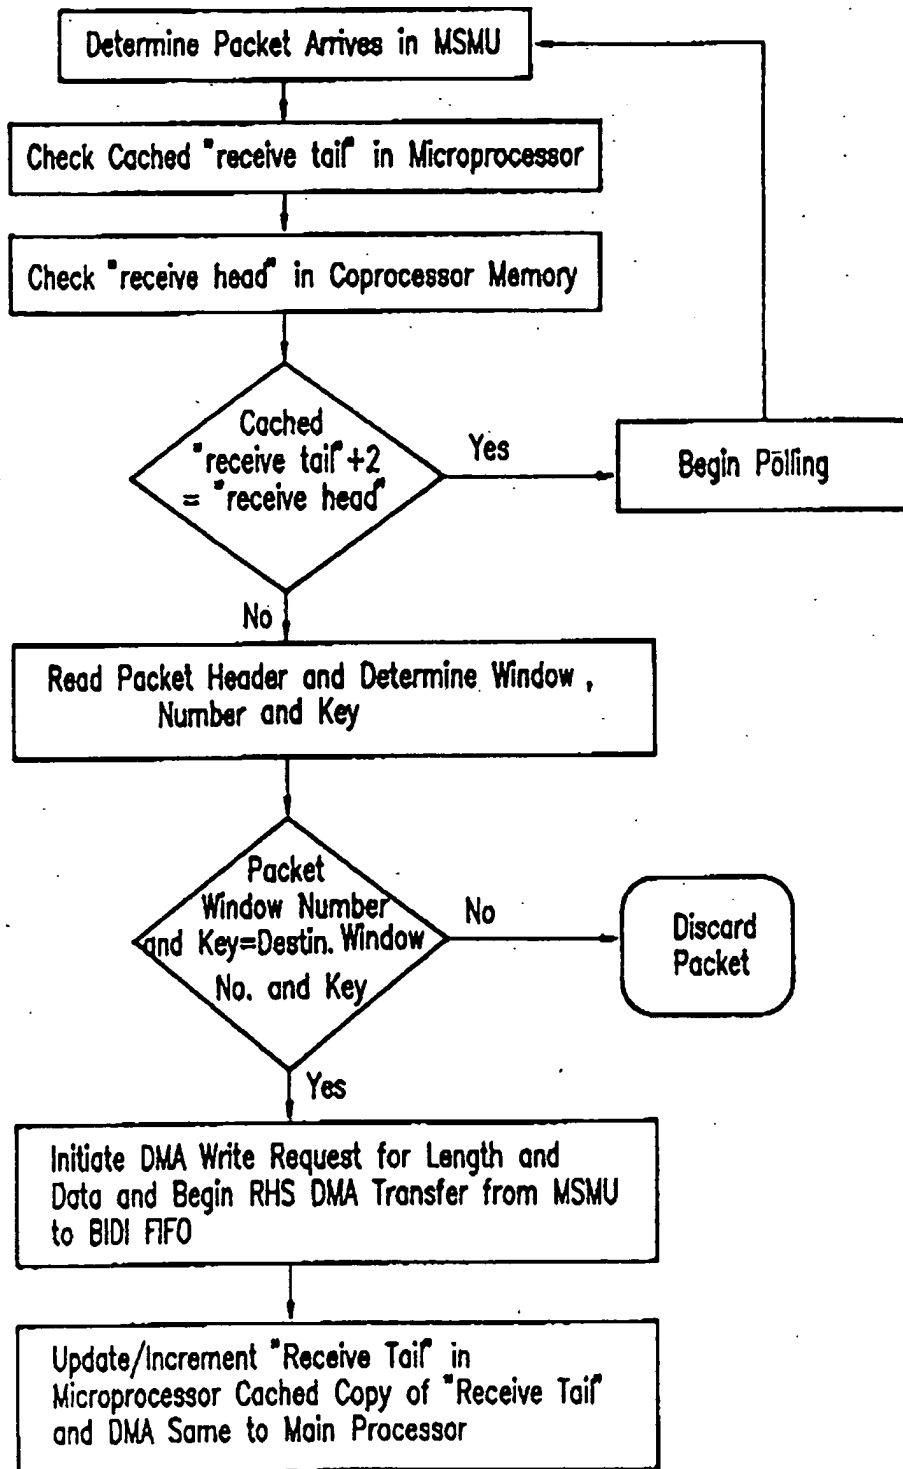 Determine Packet Arrives in MSMU
Check Cached "receive tail" in Microprocessor
Check "receive head" in Coprocessor Memory
Cached
"receive tail"+2
= "receive head"
Yes
Begin Polling
No
Read Packet Header and Determine Window ,
Number and Key
Packet
Window Number
and Key=Destin. Window
No. and Key
No
Discard
Packet
Yes
Initiate DMA Write Request for Length and
Data and Begin RHS DMA Transfer from MSMU
to BIDI FIFO
Update/Increment "Receive Tail" in
Microprocessor Cached Copy of "Receive Tail"
and DMA Same to Main Processor